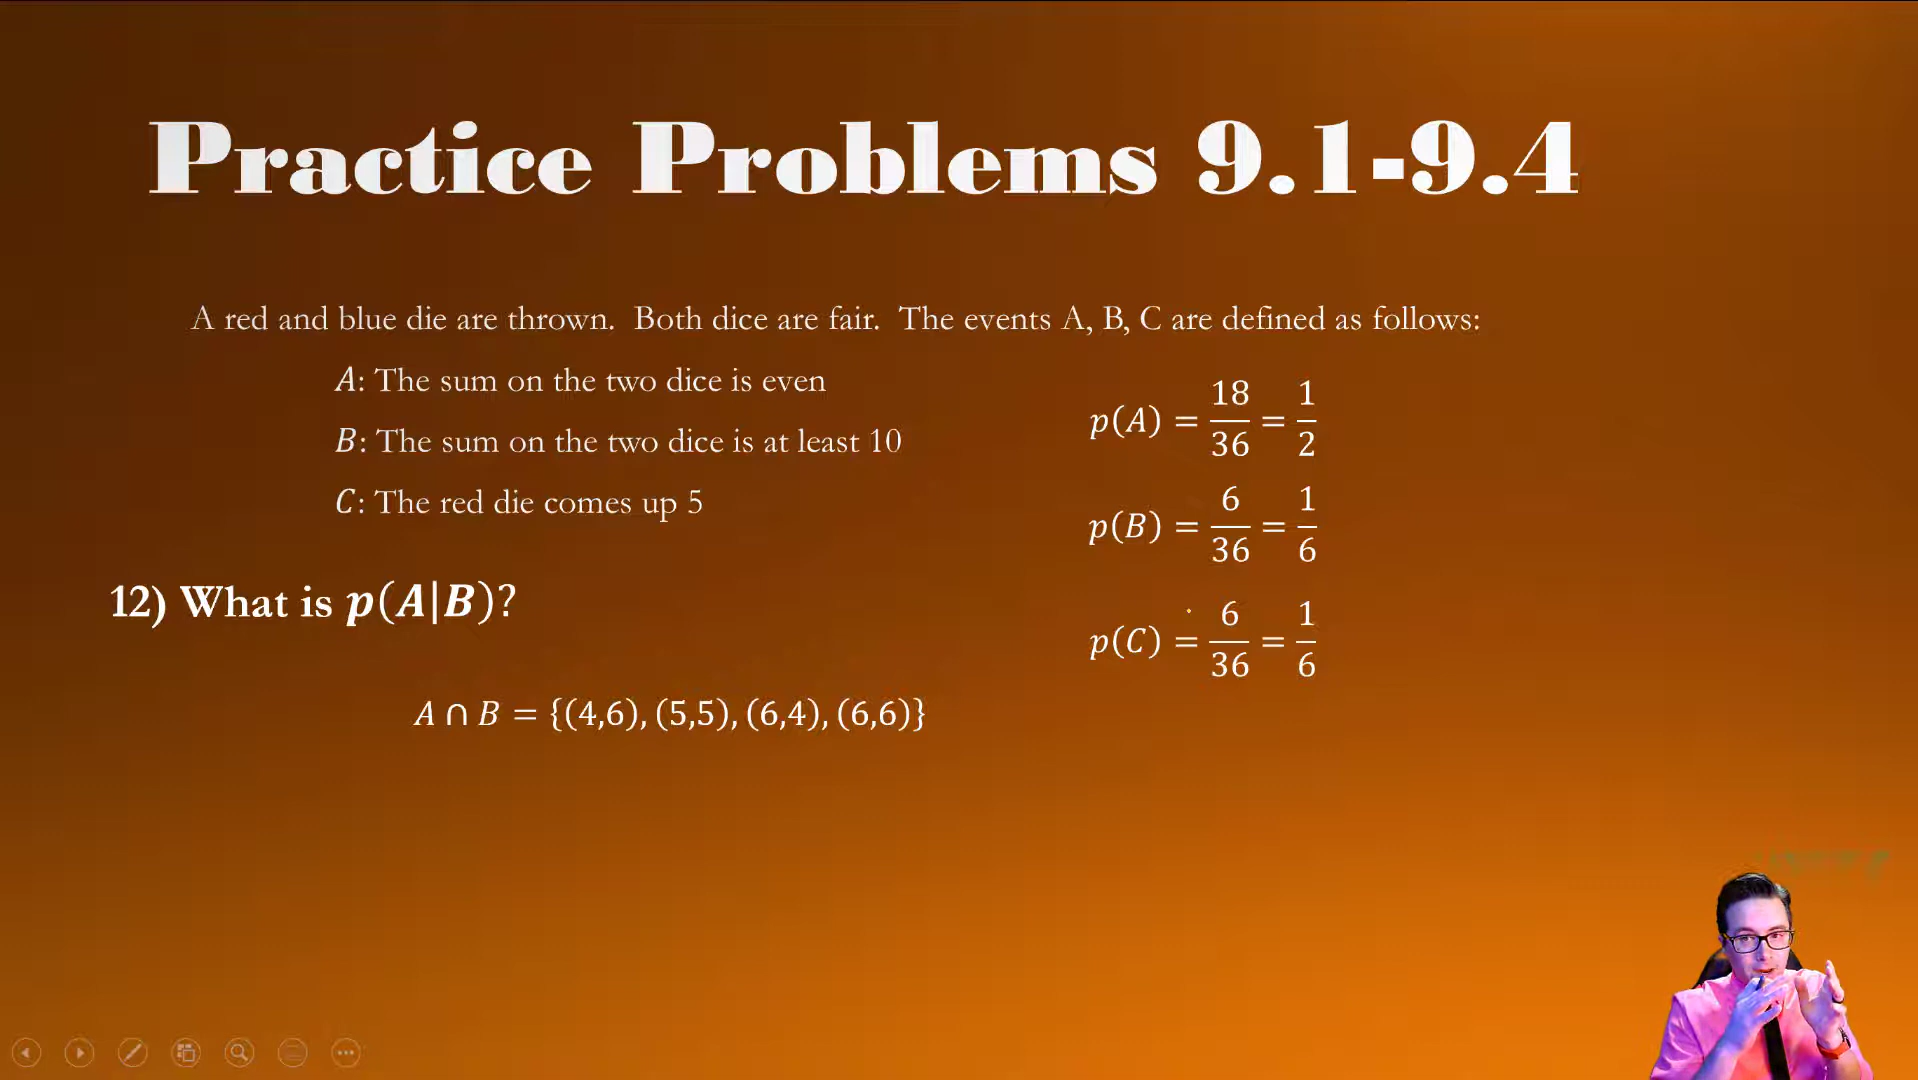 Practice Problems 9.1-9.4
A red and blue die are thrown. Both dice are fair. The events A, B, C are defined as follows:
A: The sum on the two dice is even
B: The sum on the two dice is at least 10
C: The red die comes up 5
p(A) = 18/36 = 1/2
p(B) = 6/36 = 1/6
p(C) = 6/36 = 1/6
12) What is p(A|B)?
A ∩ B = {(4,6), (5,5), (6,4), (6,6)}